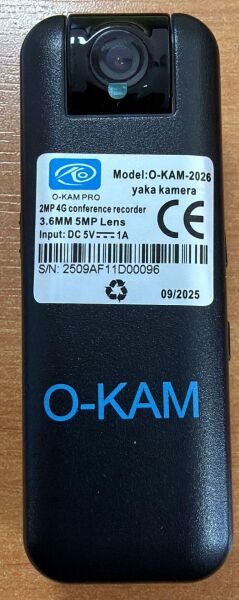 O-KAM PRO
Model:O-KAM-2026
yaka kamera
2MP 4G conference recorder
3.6MM 5MP Lens
Input: DC 5V⎓1A
CE
S/N: 2509AF11D00096
09/2025
O-KAM